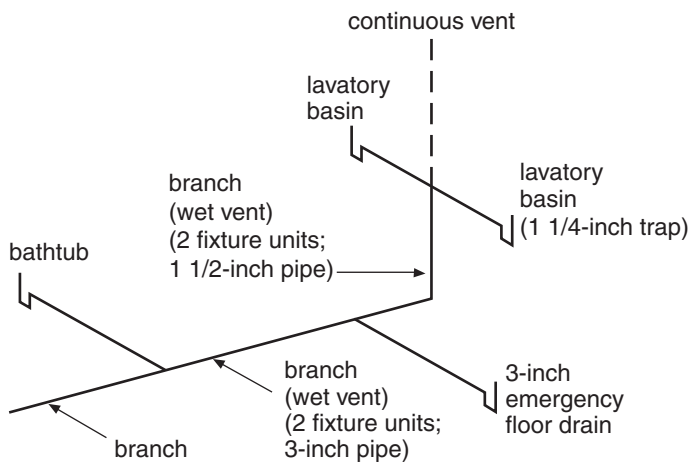 continuous vent
lavatory
basin
lavatory
basin
(1 1/4-inch trap)
branch
(wet vent)
(2 fixture units;
1 1/2-inch pipe)
bathtub
branch
(wet vent)
(2 fixture units;
3-inch pipe)
3-inch
emergency
floor drain
branch